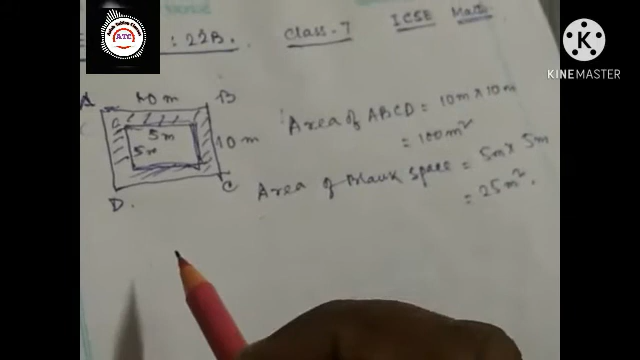 ATC
: 22B. Class-7 ICSE Math
KINEMASTER
A 10 m B
5m
5m
10 m
D. C
Area of ABCD = 10m x 10m
= 100m²
Area of Blank space = 5m x 5m
= 25m².